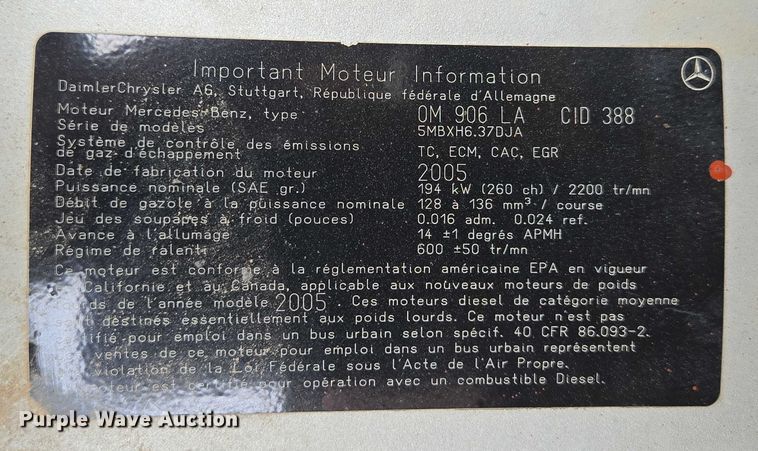 Important Moteur Information
DaimlerChrysler AG, Stuttgart, République fédérale d'Allemagne
Moteur Mercedes-Benz, type OM 906 LA CID 388
Série de modèles 5MBXH6.37DJA
Système de contrôle des émissions
de gaz d'échappement TC, ECM, CAC, EGR
Date de fabrication du moteur 2005
Puissance nominale (SAE gr.) 194 kW (260 ch) / 2200 tr/mn
Débit de gazole à la puissance nominale 128 à 136 mm³ / course
Jeu des soupapes à froid (pouces) 0.016 adm. 0.024 ref.
Avance à l'allumage 14 ±1 degrés APMH
Régime de ralenti 600 ±50 tr/mn
Ce moteur est conforme à la réglementation américaine EPA en vigueur
Californie et au Canada, applicable aux nouveaux moteurs de poids
de l'année modèle 2005. Ces moteurs diesel de catégorie moyenne
destinés essentiellement aux poids lourds. Ce moteur n'est pas
pour emploi dans un bus urbain selon spécif. 40 CFR 86.093-2.
ventes de ce moteur pour emploi dans un bus urbain représentent
violation de la Loi Fédérale sous l'Acte de l'Air Propre.
moteur est certifié pour opération avec un combustible Diesel.
Purple Wave Auction